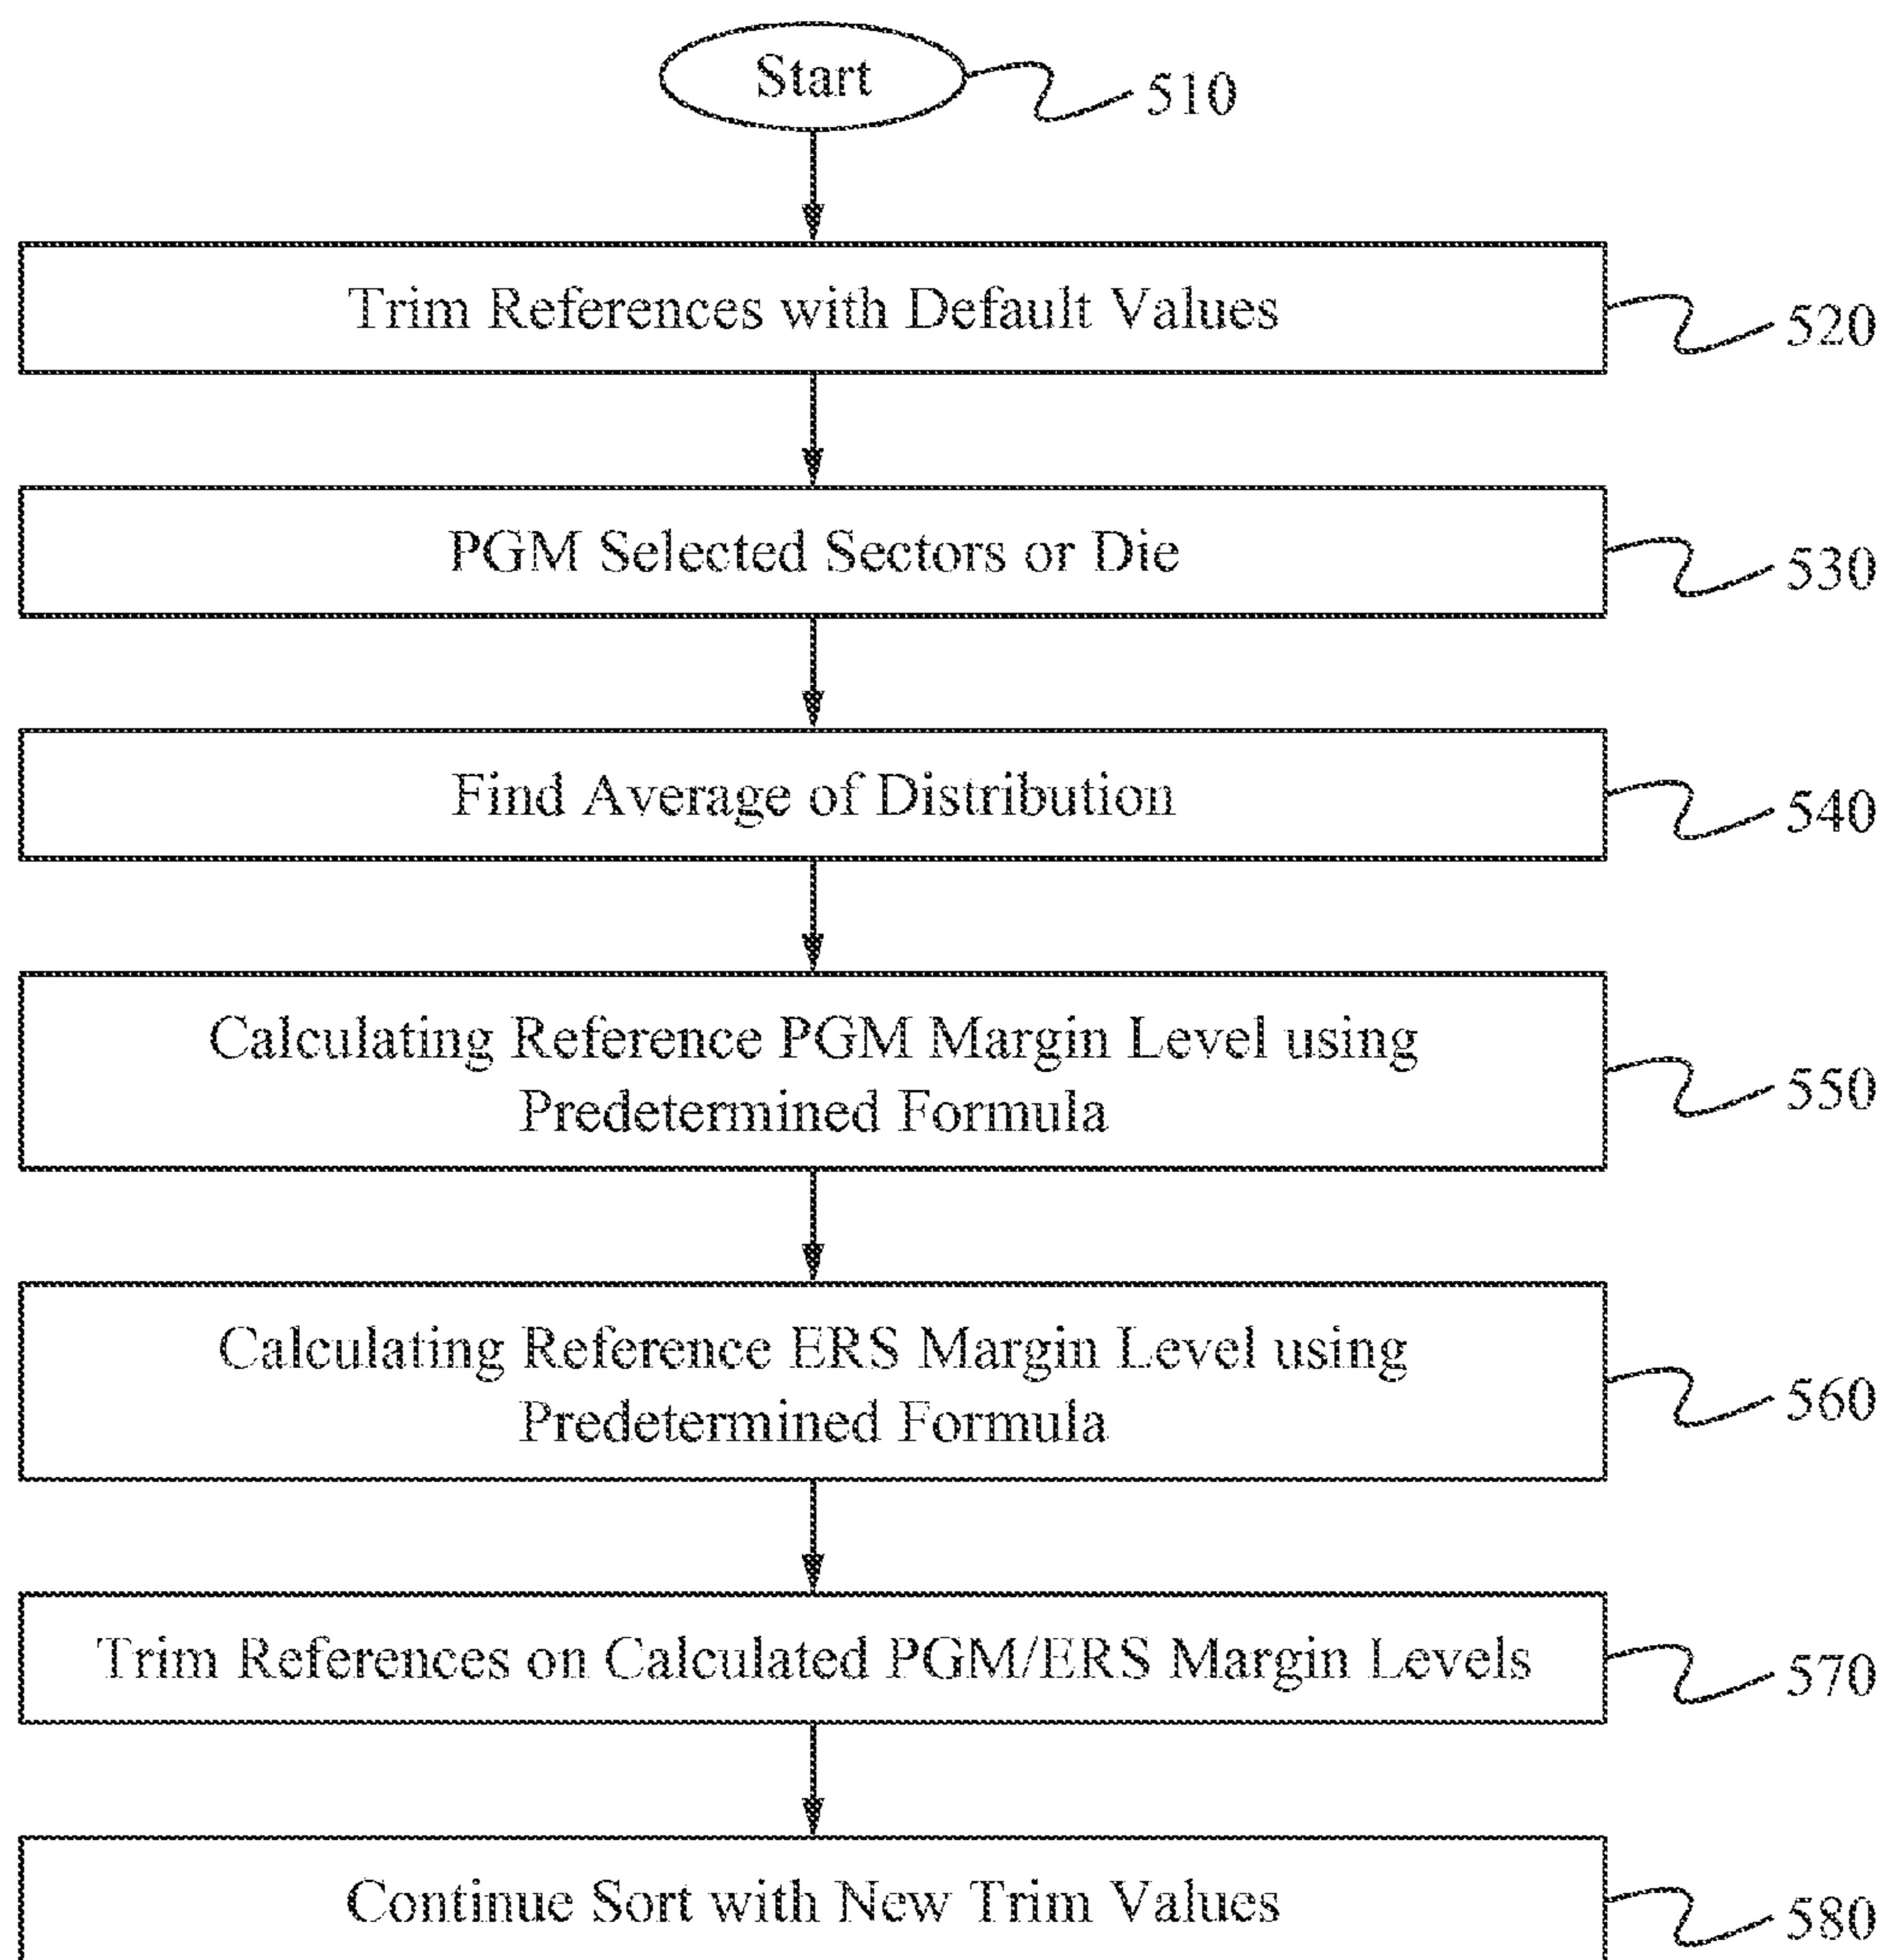 Start
510
Trim References with Default Values
520
PGM Selected Sectors or Die
530
Find Average of Distribution
540
Calculating Reference PGM Margin Level using
Predetermined Formula
550
Calculating Reference ERS Margin Level using
Predetermined Formula
560
Trim References on Calculated PGM/ERS Margin Levels
570
Continue Sort with New Trim Values
580